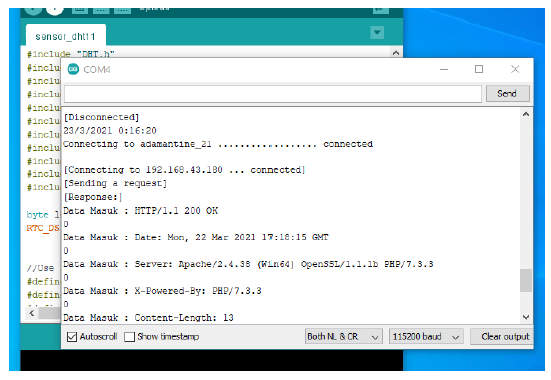 sensor_dht11
#include "DHT.h"
#inclu
COM4
#inclu
#inclu
Send
#inclu
#inclu
#inclu
#inclu
#inclu
#inclu
#inclu
byte l
RTC_DS
//Use
#defin
#defin
[Disconnected]
23/3/2021 0:16:20
Connecting to adamantine_21 .................. connected
[Connecting to 192.168.43.180 ... connected]
[Sending a request]
[Response:]
Data Masuk : HTTP/1.1 200 OK
0
Data Masuk : Date: Mon, 22 Mar 2021 17:18:15 GMT
0
Data Masuk : Server: Apache/2.4.38 (Win64) OpenSSL/1.1.1b PHP/7.3.3
0
Data Masuk : X-Powered-By: PHP/7.3.3
0
Data Masuk : Content-Length: 13
Autoscroll Show timestamp Both NL & CR 115200 baud Clear output